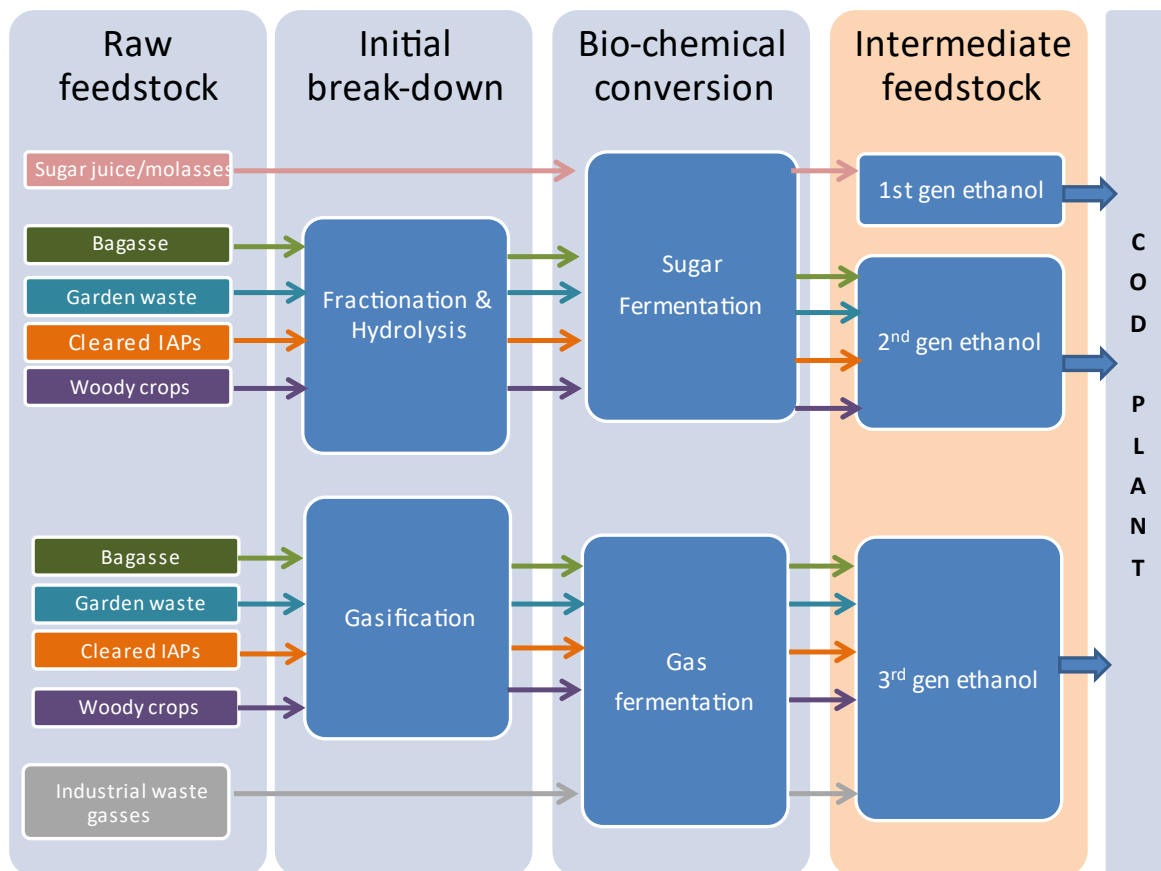 Raw
feedstock
Initial
break-down
Bio-chemical
conversion
Intermediate
feedstock
Sugar juice/molasses
1st gen ethanol
Bagasse
Garden waste
Cleared IAPs
Woody crops
Fractionation &
Hydrolysis
Sugar
Fermentation
2nd gen ethanol
C
O
D
P
L
A
N
T
Bagasse
Garden waste
Cleared IAPs
Woody crops
Industrial waste
gasses
Gasification
Gas
fermentation
3rd gen ethanol